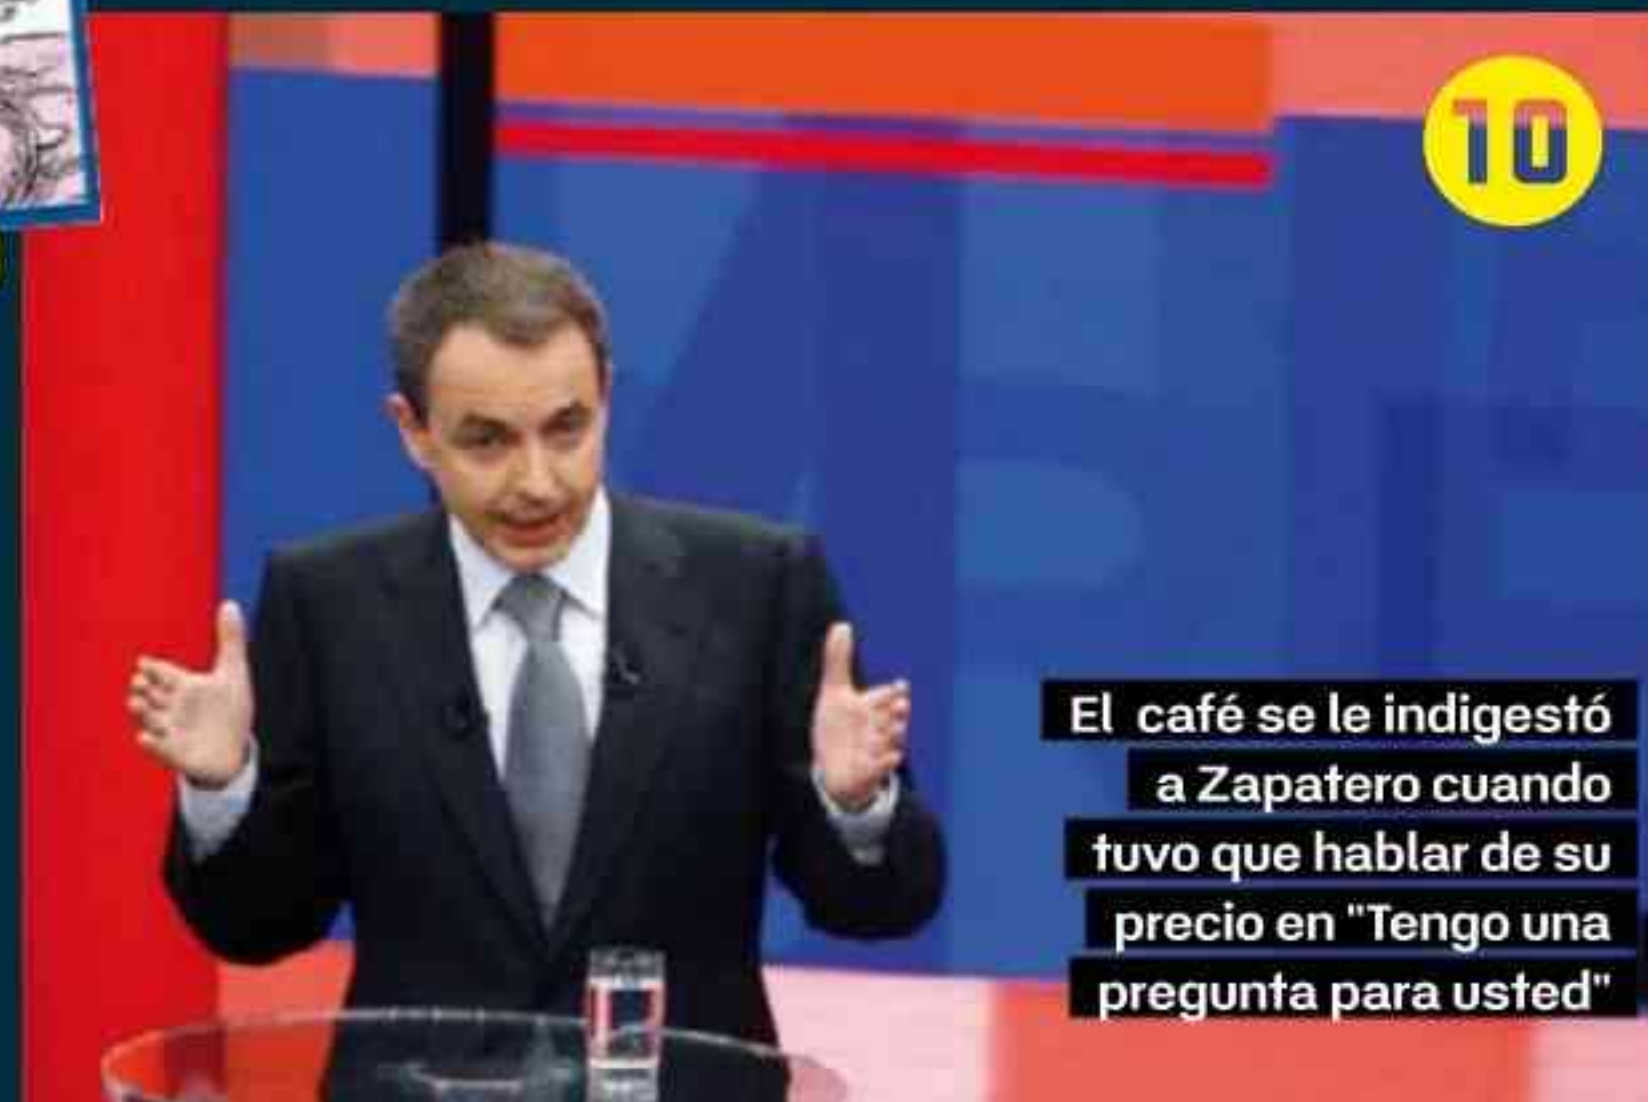 10
El café se le indigestó
a Zapatero cuando
tuvo que hablar de su
precio en "Tengo una
pregunta para usted"